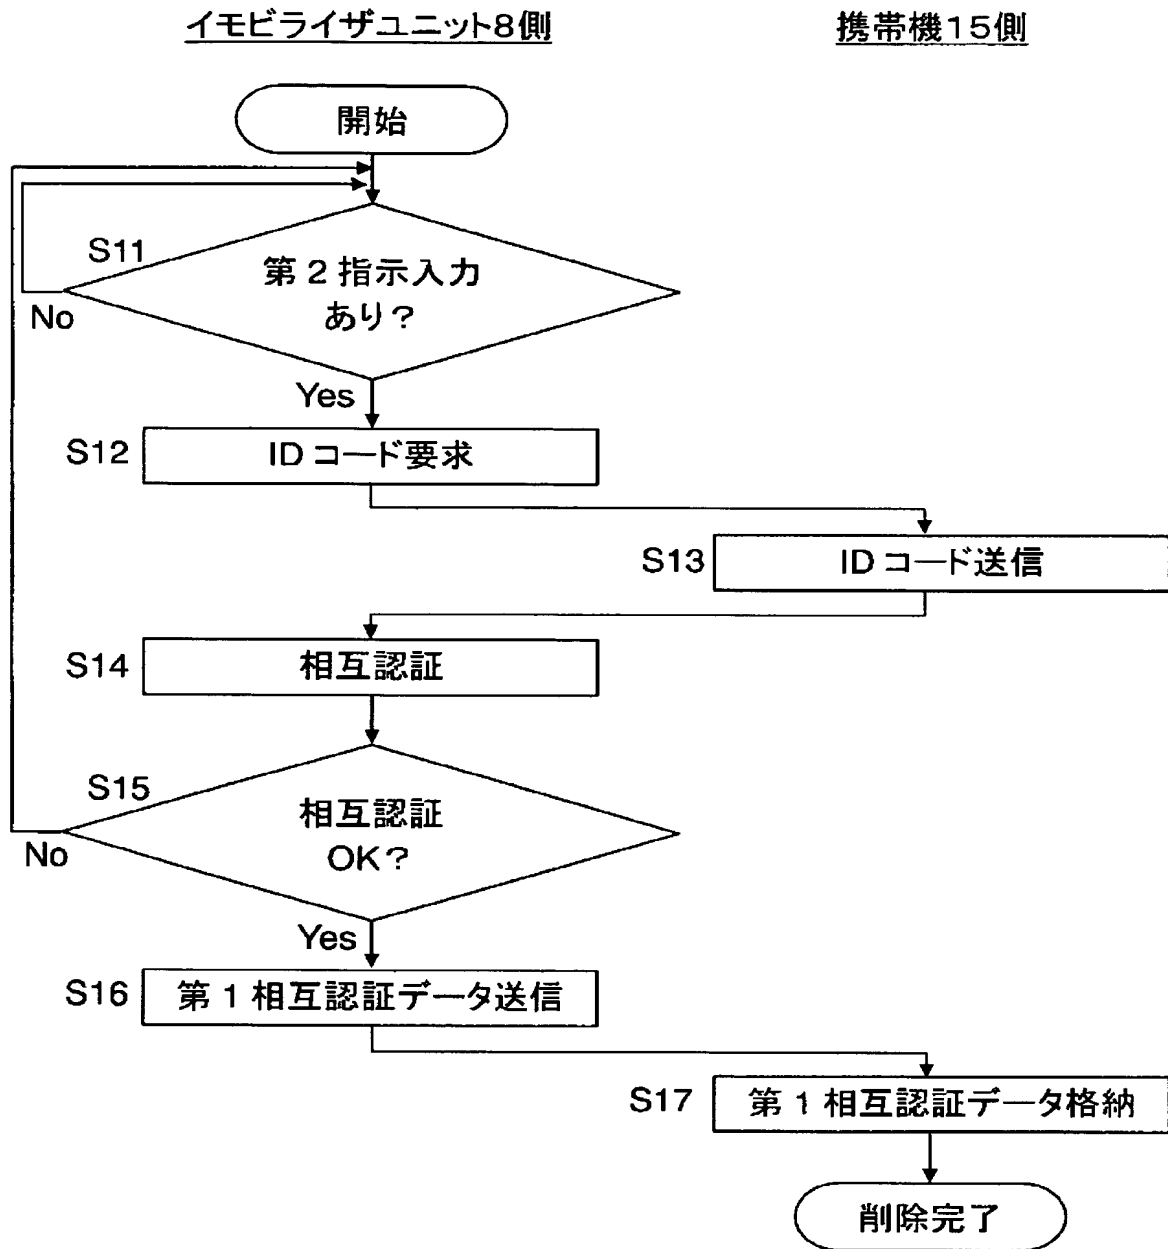 イモビライザユニット8側
携帯機15側
開始
S11
第2指示入力
あり?
No
Yes
S12
IDコード要求
S13
IDコード送信
S14
相互認証
S15
相互認証
OK?
No
Yes
S16
第1相互認証データ送信
S17
第1相互認証データ格納
削除完了